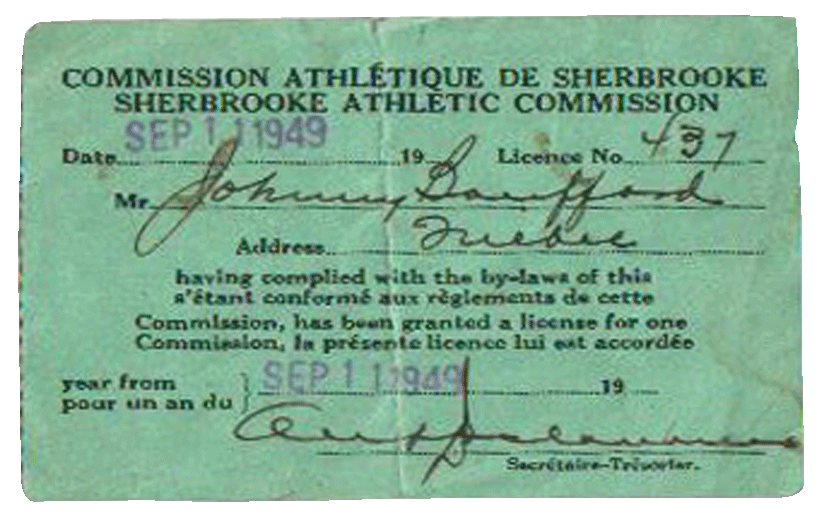 COMMISSION ATHLÉTIQUE DE SHERBROOKE
SHERBROOKE ATHLETIC COMMISSION
Date SEP 1 1 1949 19 Licence No. 437
Mr. Johnny
Address Québec
having complied with the by-laws of this
s'étant conformé aux règlements de cette
Commission, has been granted a license for one
Commission, la présente licence lui est accordée
year from
pour un an du } SEP 1 1 1949 19
Secrétaire-Trésorier.